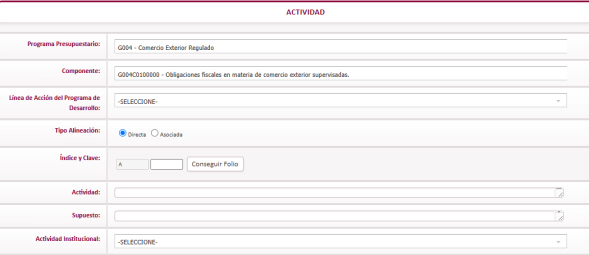 ACTIVIDAD
Programa Presupuestario:
G004 - Comercio Exterior Regulado
Componente:
G004C0100000 - Obligaciones fiscales en materia de comercio exterior supervisadas.
Línea de Acción del Programa de
Desarrollo:
-SELECCIONE-
Tipo Alineación:
Directa Asociada
Índice y Clave:
A
Conseguir Folio
Actividad:
Supuesto:
Actividad Institucional:
-SELECCIONE-